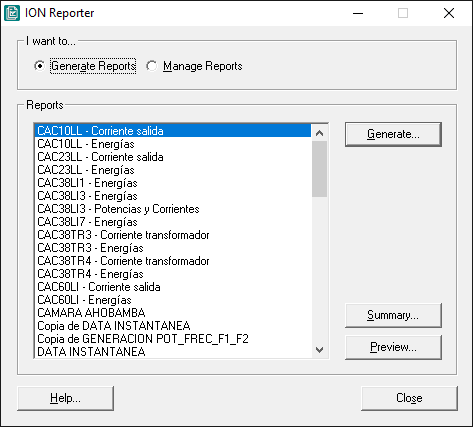 ION Reporter
I want to...
Generate Reports
Manage Reports
Reports
CAC10LL - Corriente salida
CAC10LL - Energías
CAC23LL - Corriente salida
CAC23LL - Energías
CAC38LI1 - Energías
CAC38LI3 - Energías
CAC38LI3 - Potencias y Corrientes
CAC38LI7 - Energías
CAC38TR3 - Corriente transformador
CAC38TR3 - Energías
CAC38TR4 - Corriente transformador
CAC38TR4 - Energías
CAC60LI - Corriente salida
CAC60LI - Energías
CAMARA AHOBAMBA
Copia de DATA INSTANTANEA
Copia de GENERACION POT_FREC_F1_F2
DATA INSTANTANEA
Generate...
Summary...
Preview...
Help...
Close